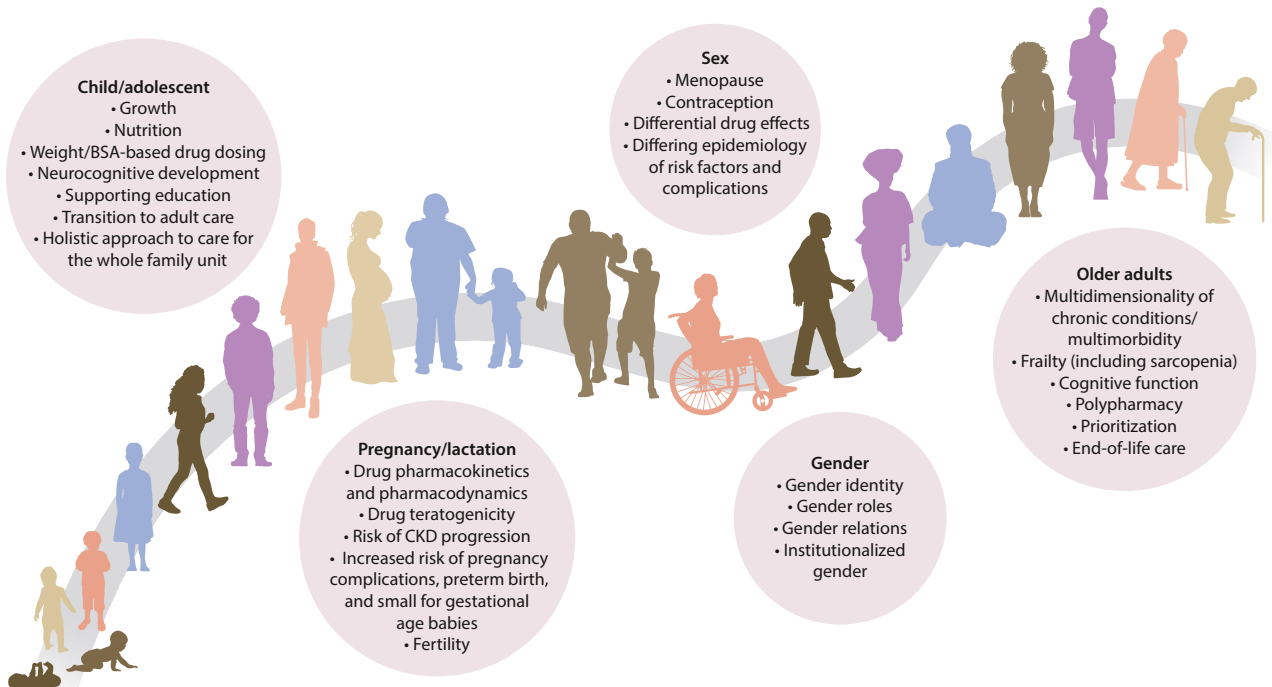 Child/adolescent
• Growth
• Nutrition
• Weight/BSA-based drug dosing
• Neurocognitive development
• Supporting education
• Transition to adult care
• Holistic approach to care for
the whole family unit
Sex
• Menopause
• Contraception
• Differential drug effects
• Differing epidemiology
of risk factors and
complications
Older adults
• Multidimensionality of
chronic conditions/
multimorbidity
• Frailty (including sarcopenia)
• Cognitive function
• Polypharmacy
• Prioritization
• End-of-life care
Pregnancy/lactation
• Drug pharmacokinetics
and pharmacodynamics
• Drug teratogenicity
• Risk of CKD progression
• Increased risk of pregnancy
complications, preterm birth,
and small for gestational
age babies
• Fertility
Gender
• Gender identity
• Gender roles
• Gender relations
• Institutionalized
gender